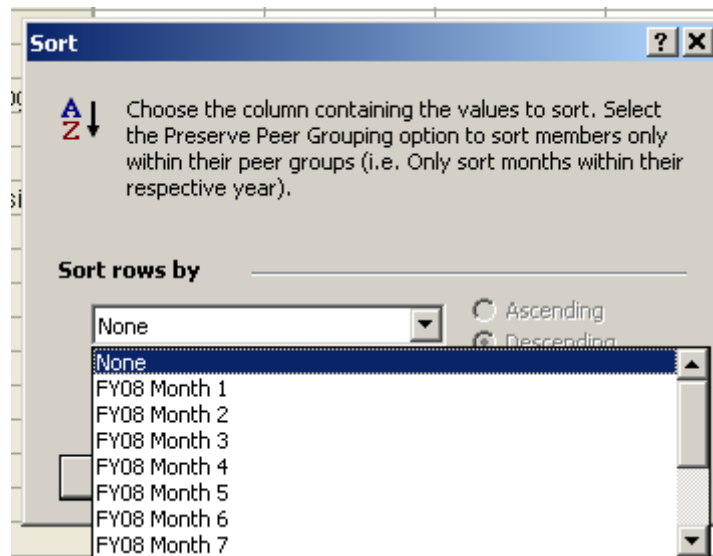 Sort
? X
A
Z
Choose the column containing the values to sort. Select
the Preserve Peer Grouping option to sort members only
within their peer groups (i.e. Only sort months within their
respective year).
Sort rows by
None
Ascending
Descending
None
FY08 Month 1
FY08 Month 2
FY08 Month 3
FY08 Month 4
FY08 Month 5
FY08 Month 6
FY08 Month 7